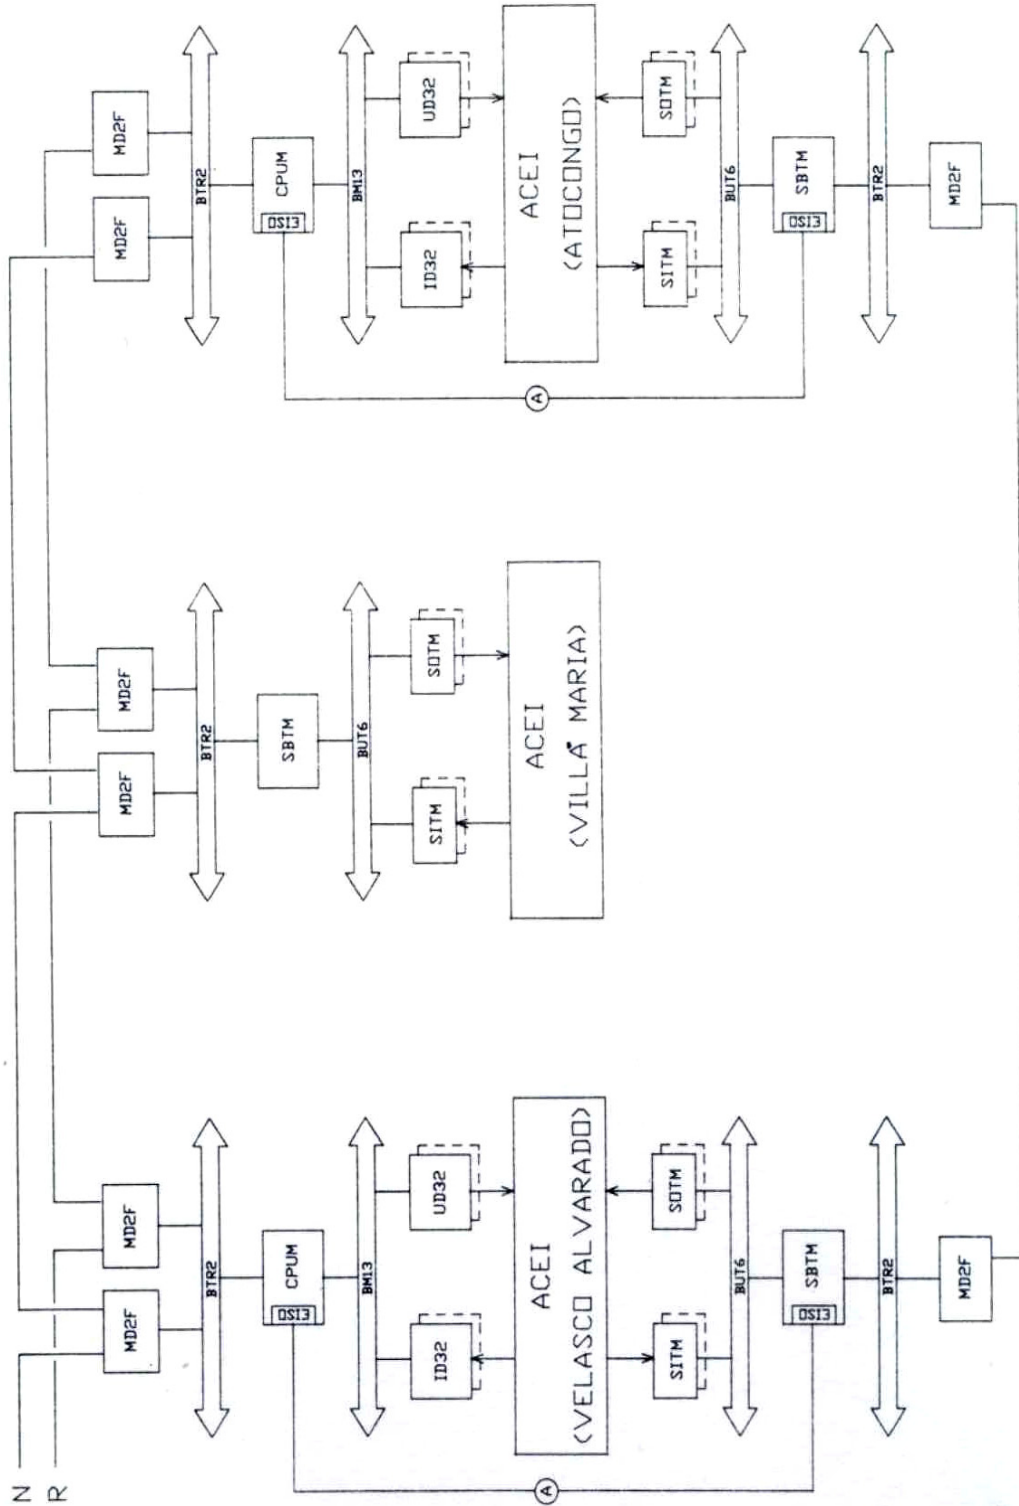 N
R
MD2F
MD2F
MD2F
MD2F
MD2F
MD2F
BTR2
BTR2
BTR2
CPUM
OSI3
SBTM
CPUM
OSI3
BM13
BUT6
BM13
ID32
UD32
SITM
SOTM
ID32
UD32
A
ACEI
(VELASCO ALVARADO)
ACEI
(VILLA MARIA)
A
ACEI
(ATOCONGO)
SITM
SOTM
SITM
SOTM
BUT6
BUT6
SBTM
OSI3
SBTM
OSI3
BTR2
BTR2
MD2F
MD2F